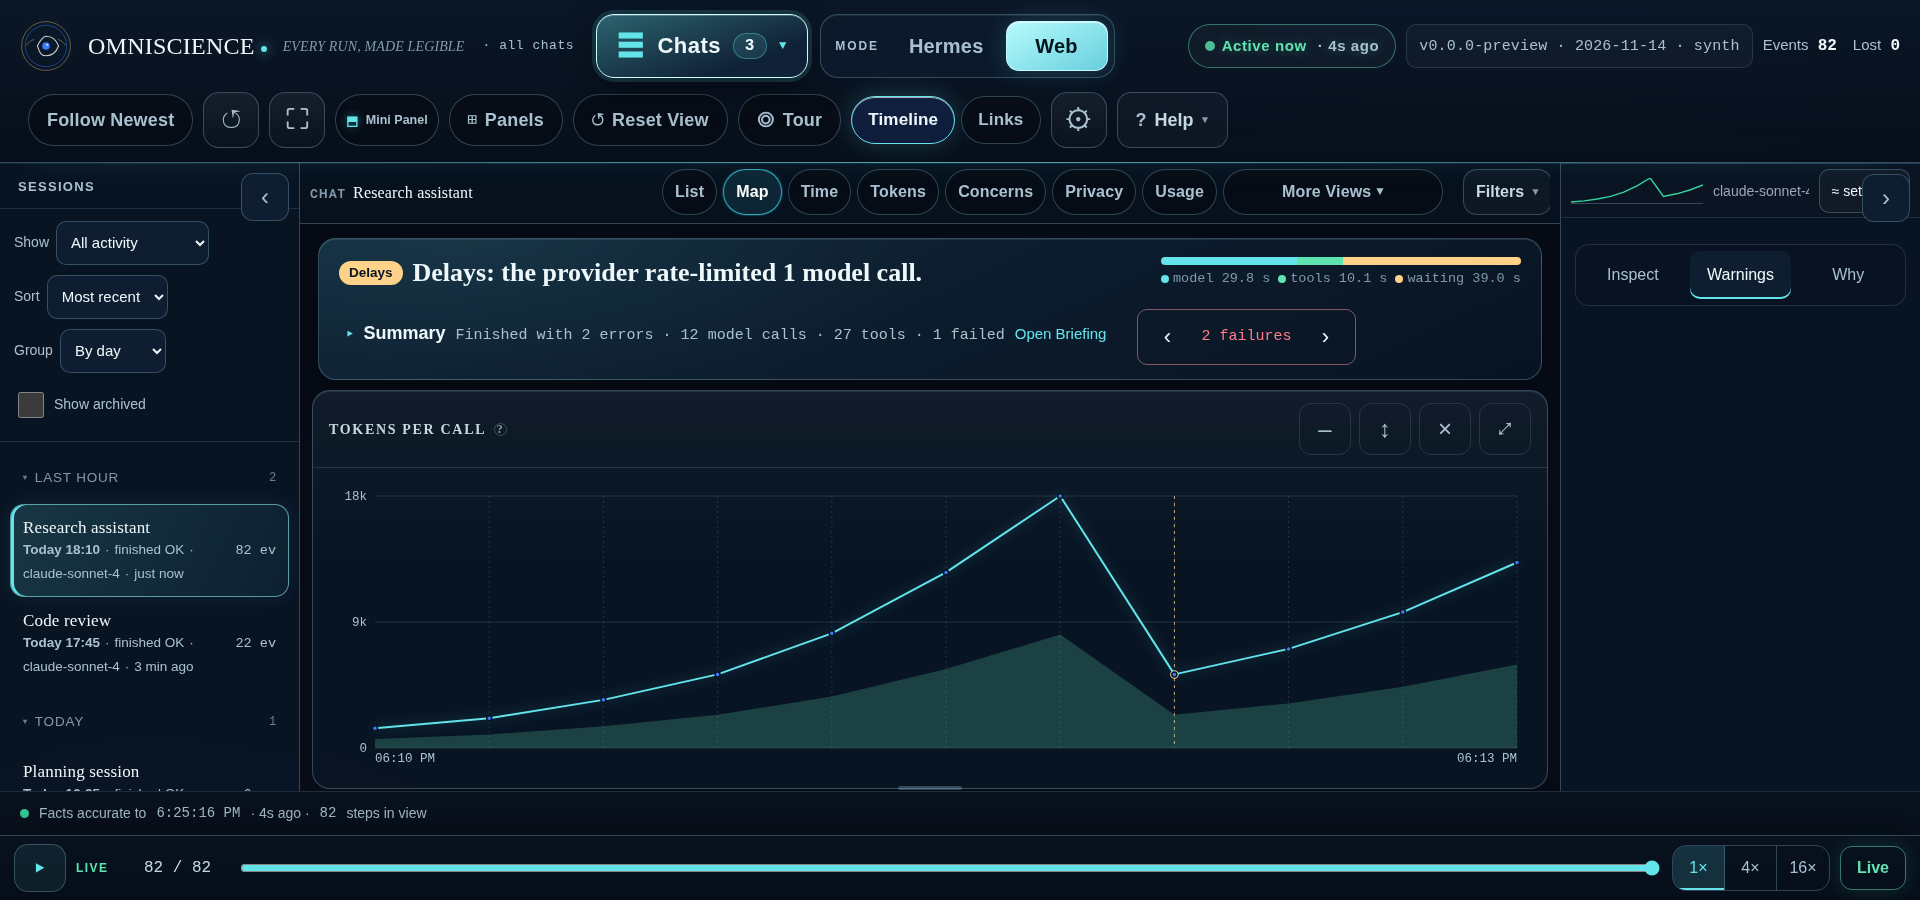 OMNISCIENCE EVERY RUN, MADE LEGIBLE · all chats
Chats 3 ▾
MODE Hermes Web
Active now · 4s ago
v0.0.0-preview · 2026-11-14 · synth
Events 82 Lost 0
Follow Newest
Mini Panel
Panels
Reset View
Tour
Timeline
Links
? Help ▾
SESSIONS
Show All activity
Sort Most recent
Group By day
Show archived
LAST HOUR 2
Research assistant
Today 18:10 · finished OK · 82 ev
claude-sonnet-4 · just now
Code review
Today 17:45 · finished OK · 22 ev
claude-sonnet-4 · 3 min ago
TODAY 1
Planning session
CHAT Research assistant
List Map Time Tokens Concerns Privacy Usage More Views ▾ Filters ▾
Delays Delays: the provider rate-limited 1 model call.
model 29.8 s tools 10.1 s waiting 39.0 s
Summary Finished with 2 errors · 12 model calls · 27 tools · 1 failed Open Briefing
‹ 2 failures ›
TOKENS PER CALL ?
18k
9k
0
06:10 PM 06:13 PM
claude-sonnet-
≈ set
Inspect Warnings Why
Facts accurate to 6:25:16 PM · 4s ago · 82 steps in view
LIVE 82 / 82
1× 4× 16× Live